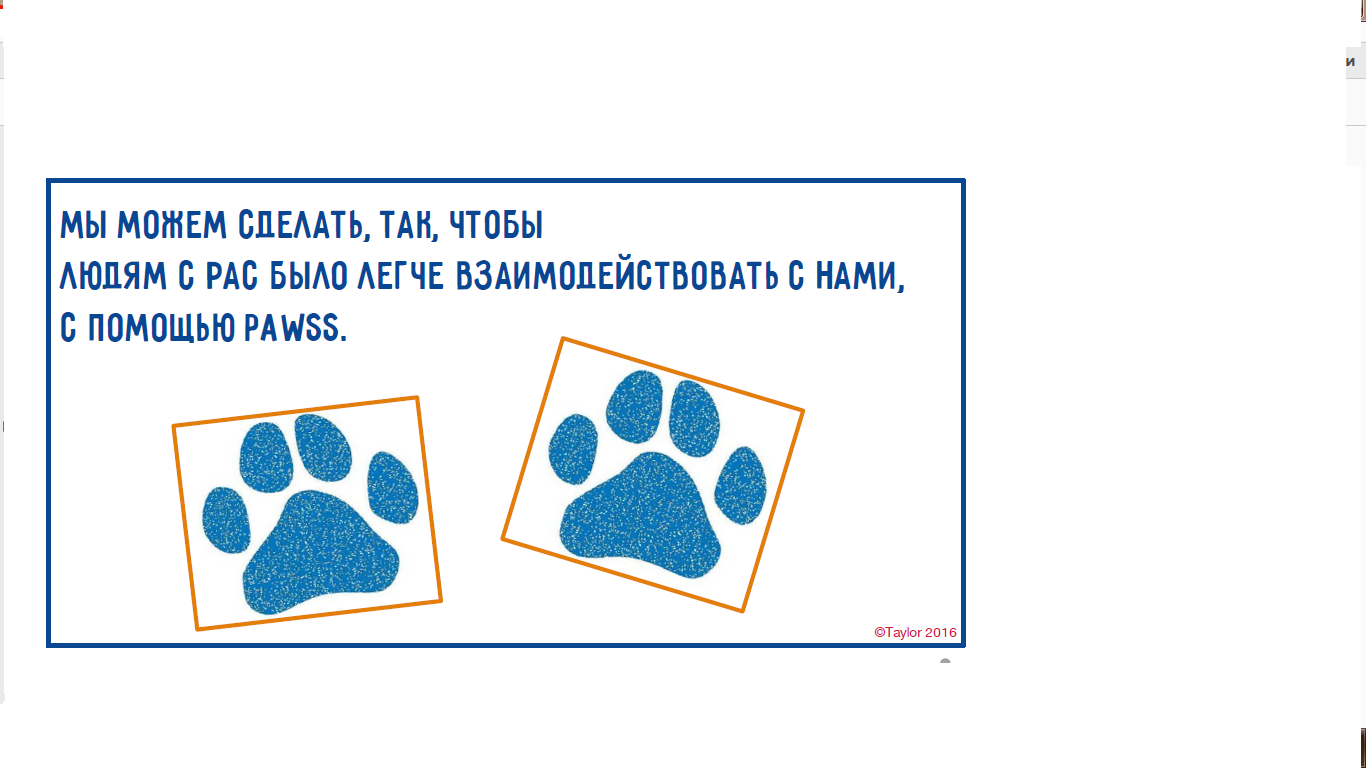 и
МЫ МОЖЕМ СДЕЛАТЬ, ТАК, ЧТОБЫ
ЛЮДЯМ С РАС БЫЛО ЛЕГЧЕ ВЗАИМОДЕЙСТВОВАТЬ С НАМИ,
С ПОМОЩЬЮ PAWSS.
©Taylor 2016